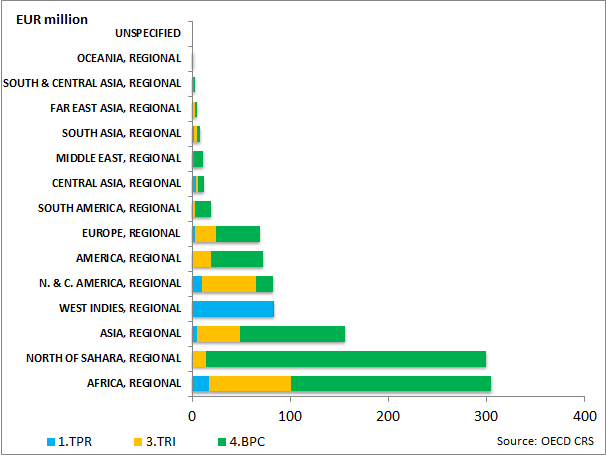 EUR million
UNSPECIFIED
OCEANIA, REGIONAL
SOUTH & CENTRAL ASIA, REGIONAL
FAR EAST ASIA, REGIONAL
SOUTH ASIA, REGIONAL
MIDDLE EAST, REGIONAL
CENTRAL ASIA, REGIONAL
SOUTH AMERICA, REGIONAL
EUROPE, REGIONAL
AMERICA, REGIONAL
N. & C. AMERICA, REGIONAL
WEST INDIES, REGIONAL
ASIA, REGIONAL
NORTH OF SAHARA, REGIONAL
AFRICA, REGIONAL
0 100 200 300 400
1.TPR 3.TRI 4.BPC Source: OECD CRS